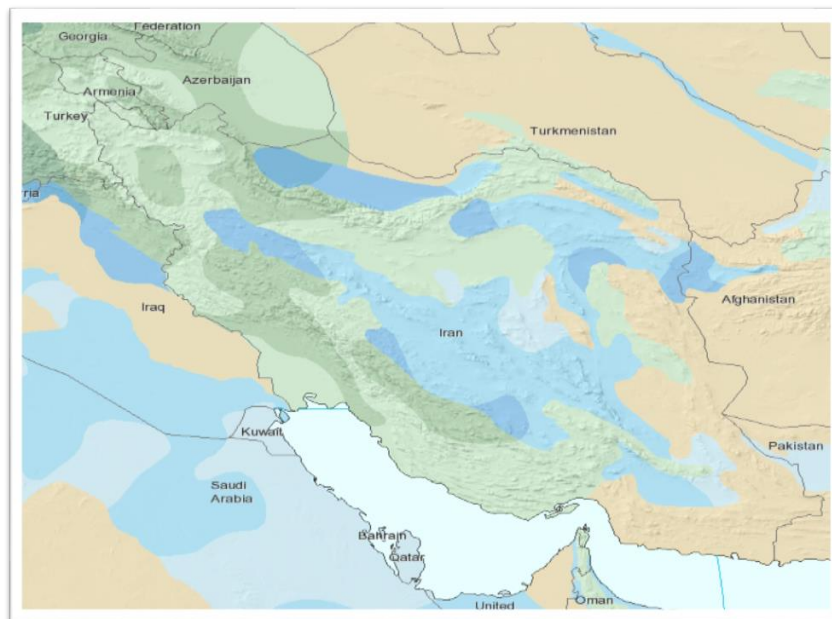 Federation
Georgia
Azerbaijan
Armenia
Turkey
Turkmenistan
ria
Afghanistan
Iraq
Iran
Kuwait
Pakistan
Saudi
Arabia
Bahrain
Qatar
United
Oman